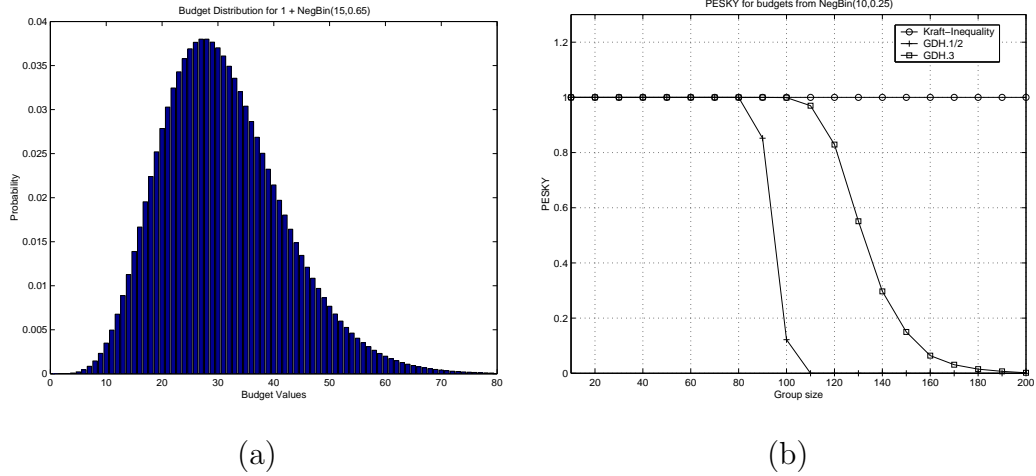 Budget Distribution for 1 + NegBin(15,0.65)
0.04
0.035
0.03
0.025
0.02
0.015
0.01
0.005
0
Probability
0 10 20 30 40 50 60 70 80
Budget Values
(a)
PESKY for budgets from NegBin(10,0.25)
Kraft−Inequality
GDH.1/2
GDH.3
1.2
1
0.8
0.6
0.4
0.2
0
PESKY
20 40 60 80 100 120 140 160 180 200
Group size
(b)